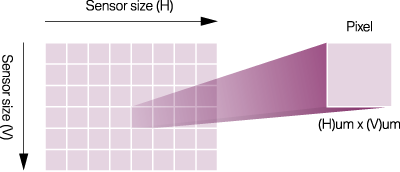 Sensor size (H)
Pixel
Sensor size (V)
(H)um x (V)um